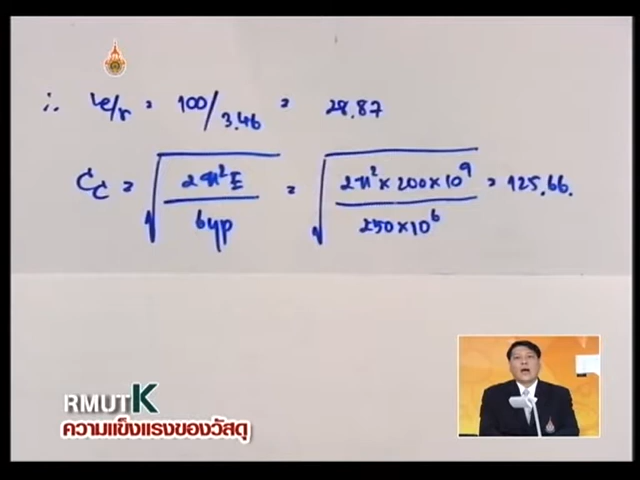 ∴ le/r = 100/3.46 = 28.87
Cc = √(2π²E / σyp) = √(2π² × 200×10⁹ / 250×10⁶) = 125.66.
RMUTK
ความแข็งแรงของวัสดุ